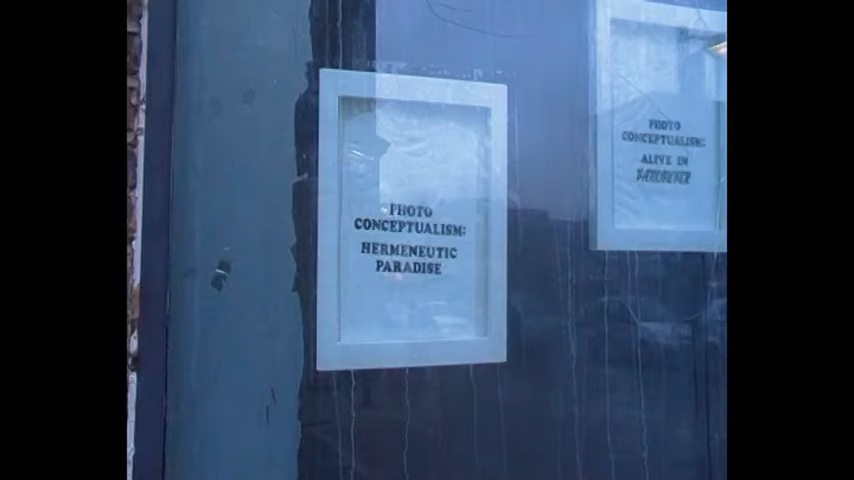 PHOTO
CONCEPTUALISM:
HERMENEUTIC
PARADISE
PHOTO
CONCEPTUALISM:
ALIVE IN